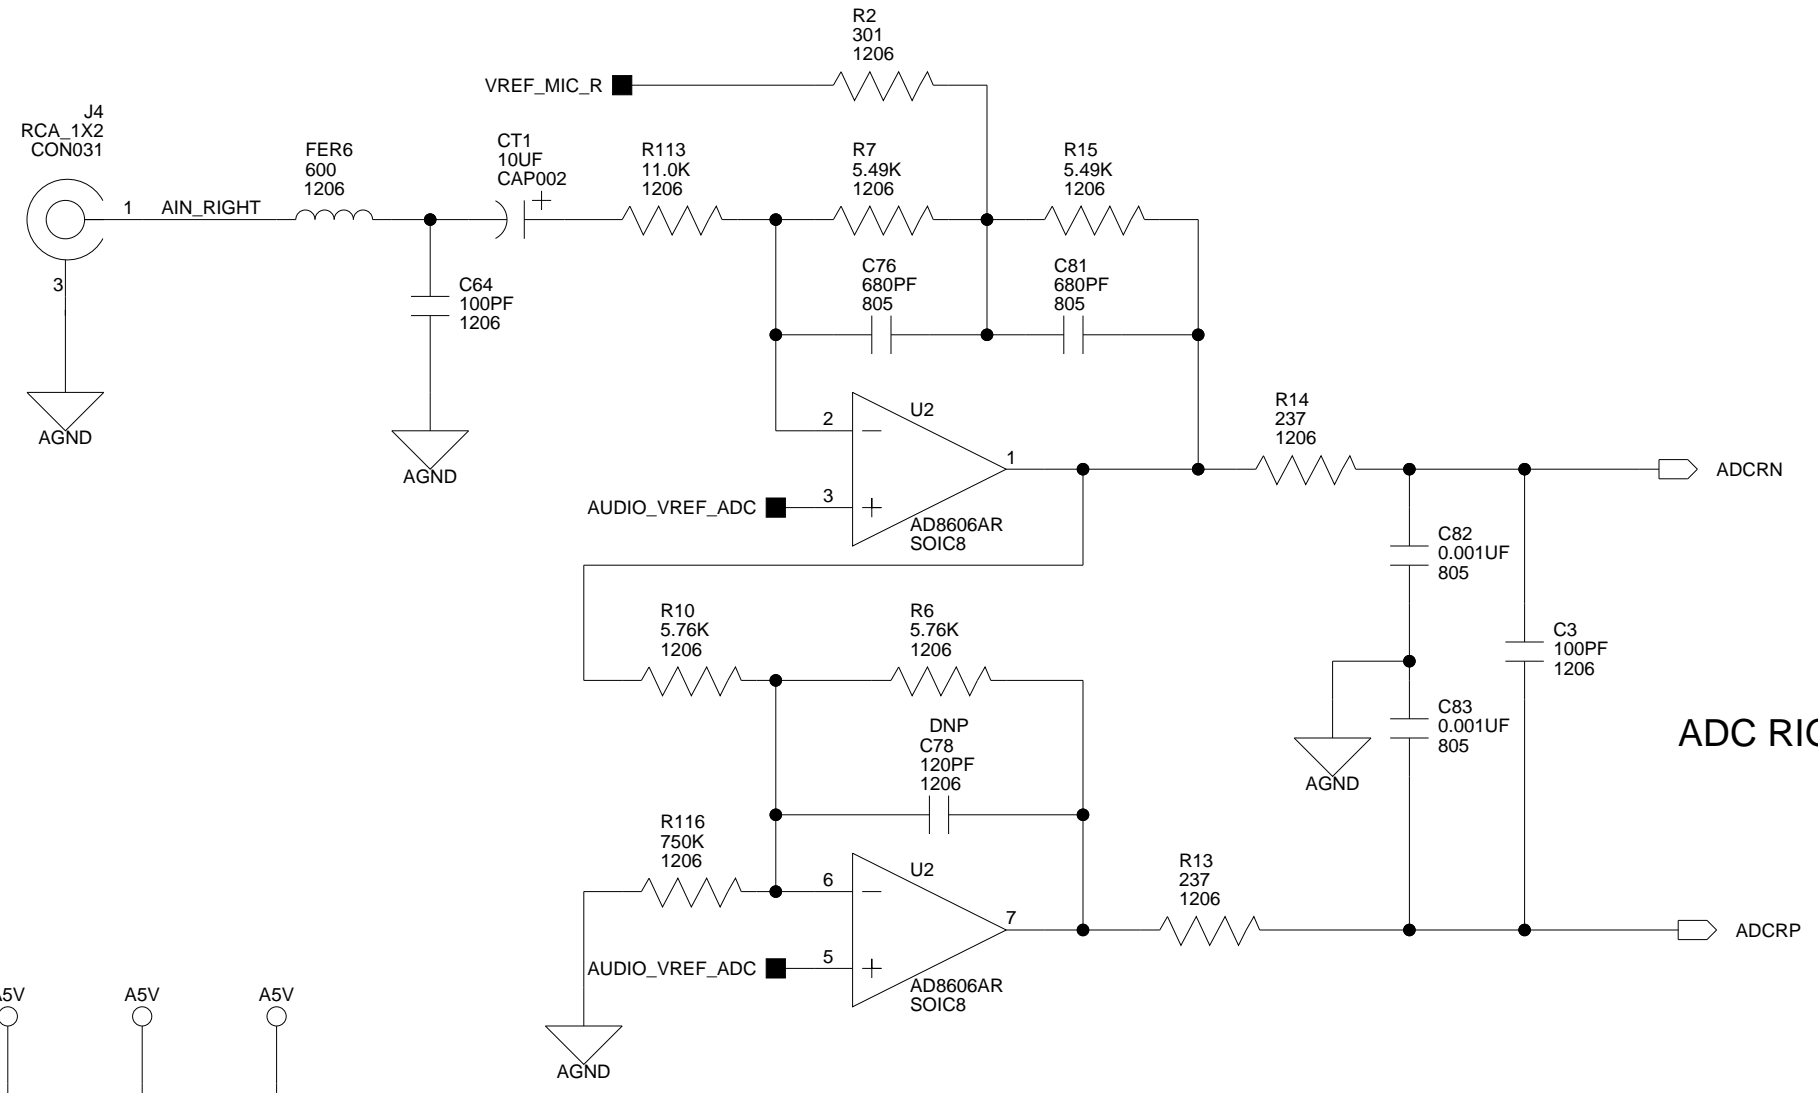 R2
301
1206
VREF_MIC_R
J4
RCA_1X2
CON031
FER6
600
1206
CT1
10UF
CAP002
+
R113
11.0K
1206
R7
5.49K
1206
R15
5.49K
1206
1
AIN_RIGHT
3
C64
100PF
1206
C76
680PF
805
C81
680PF
805
AGND
AGND
U2
2
1
3
AUDIO_VREF_ADC
AD8606AR
SOIC8
R14
237
1206
ADCRN
C82
0.001UF
805
R10
5.76K
1206
R6
5.76K
1206
C3
100PF
1206
DNP
C78
120PF
1206
C83
0.001UF
805
AGND
ADC RIG
R116
750K
1206
U2
6
7
5
AUDIO_VREF_ADC
AD8606AR
SOIC8
R13
237
1206
ADCRP
AGND
A5V
A5V
A5V